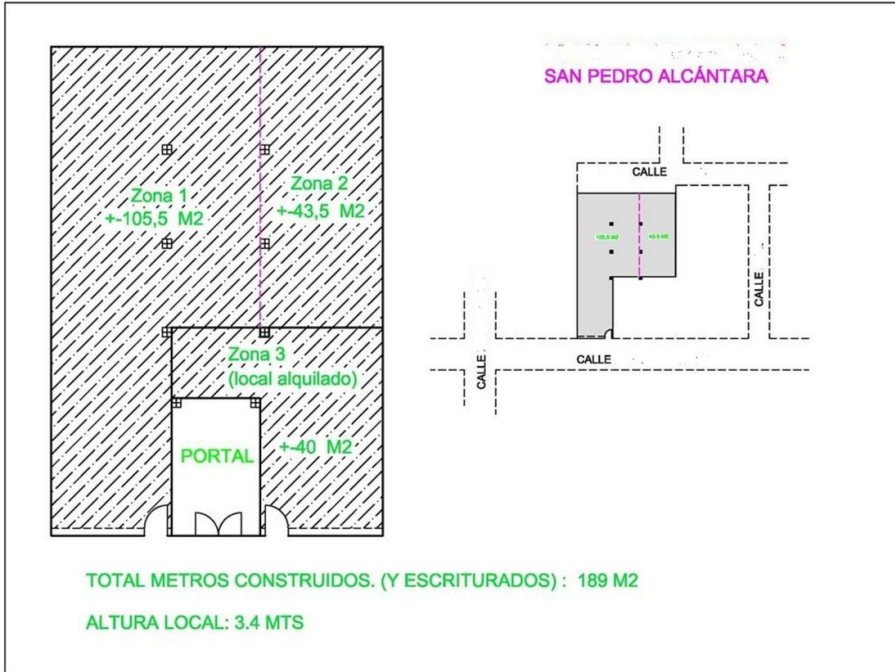 SAN PEDRO ALCÁNTARA
Zona 1
+-105,5 M2
Zona 2
+-43,5 M2
Zona 3
(local alquilado)
+-40 M2
PORTAL
CALLE
105,5 M2
43,5 M2
CALLE
CALLE
CALLE
TOTAL METROS CONSTRUIDOS. (Y ESCRITURADOS) : 189 M2
ALTURA LOCAL: 3.4 MTS